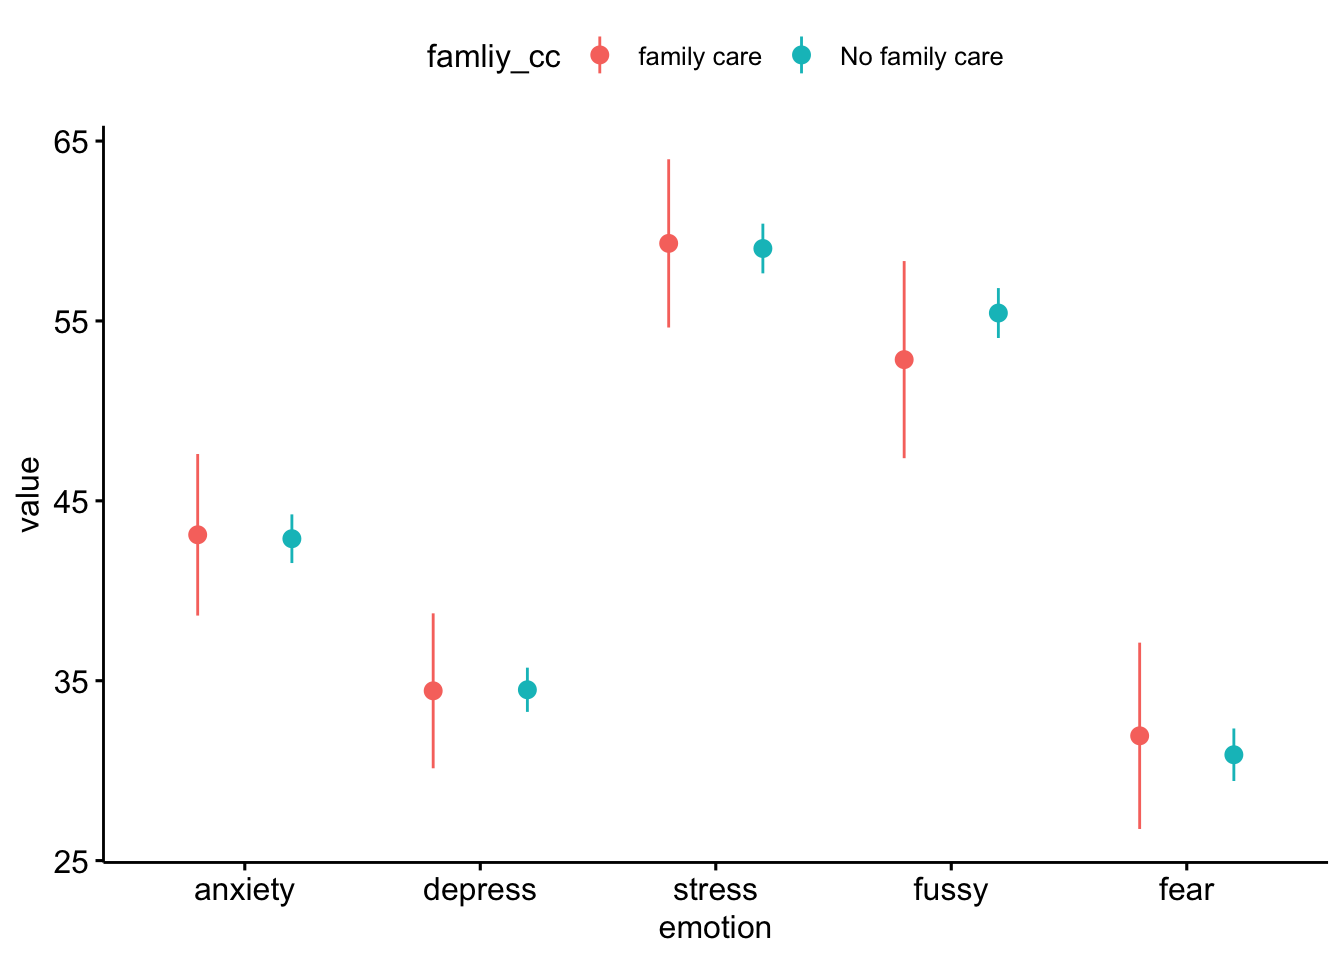 famliy_cc family care No family care
65
55
45
35
25
value
anxiety depress stress fussy fear
emotion